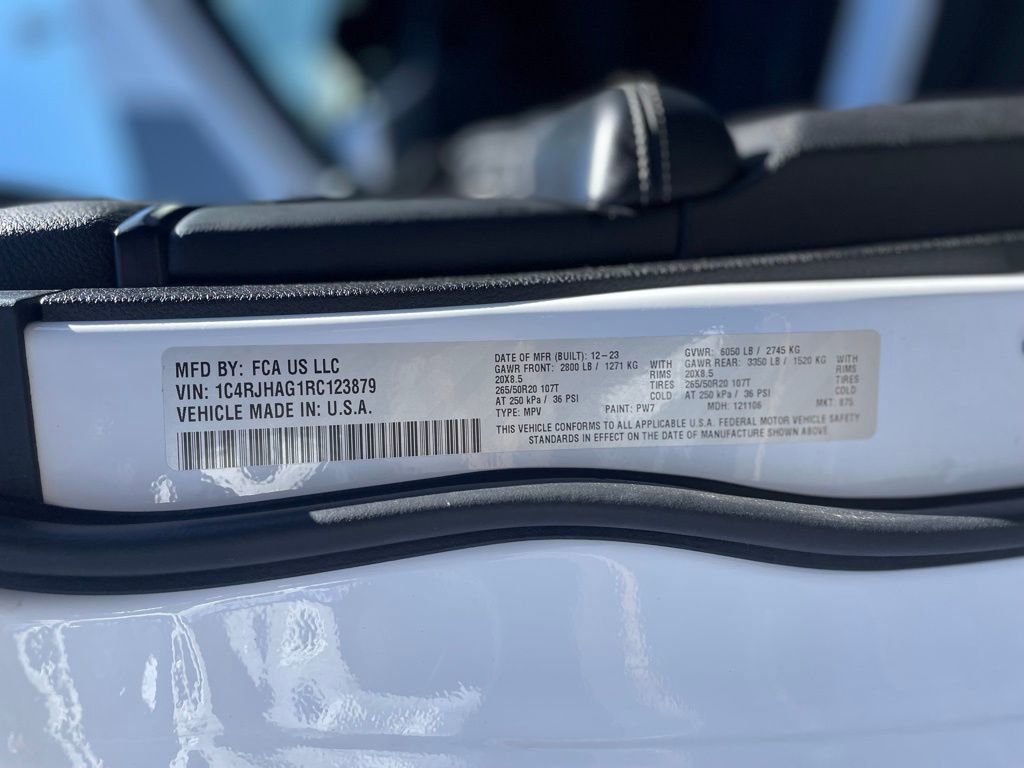 MFD BY: FCA US LLC
VIN: 1C4RJHAG1RC123879
VEHICLE MADE IN: U.S.A.
DATE OF MFR (BUILT): 12-23
GAWR FRONT: 2800 LB / 1271 KG WITH
20X8.5 RIMS
265/50R20 107T TIRES
AT 250 kPa / 36 PSI COLD
TYPE: MPV
GVWR: 6050 LB / 2745 KG
GAWR REAR: 3350 LB / 1520 KG WITH
20X8.5 RIMS
265/50R20 107T TIRES
AT 250 kPa / 36 PSI COLD
PAINT: PW7 MDH: 121106 MKT: 875
THIS VEHICLE CONFORMS TO ALL APPLICABLE U.S.A. FEDERAL MOTOR VEHICLE SAFETY
STANDARDS IN EFFECT ON THE DATE OF MANUFACTURE SHOWN ABOVE